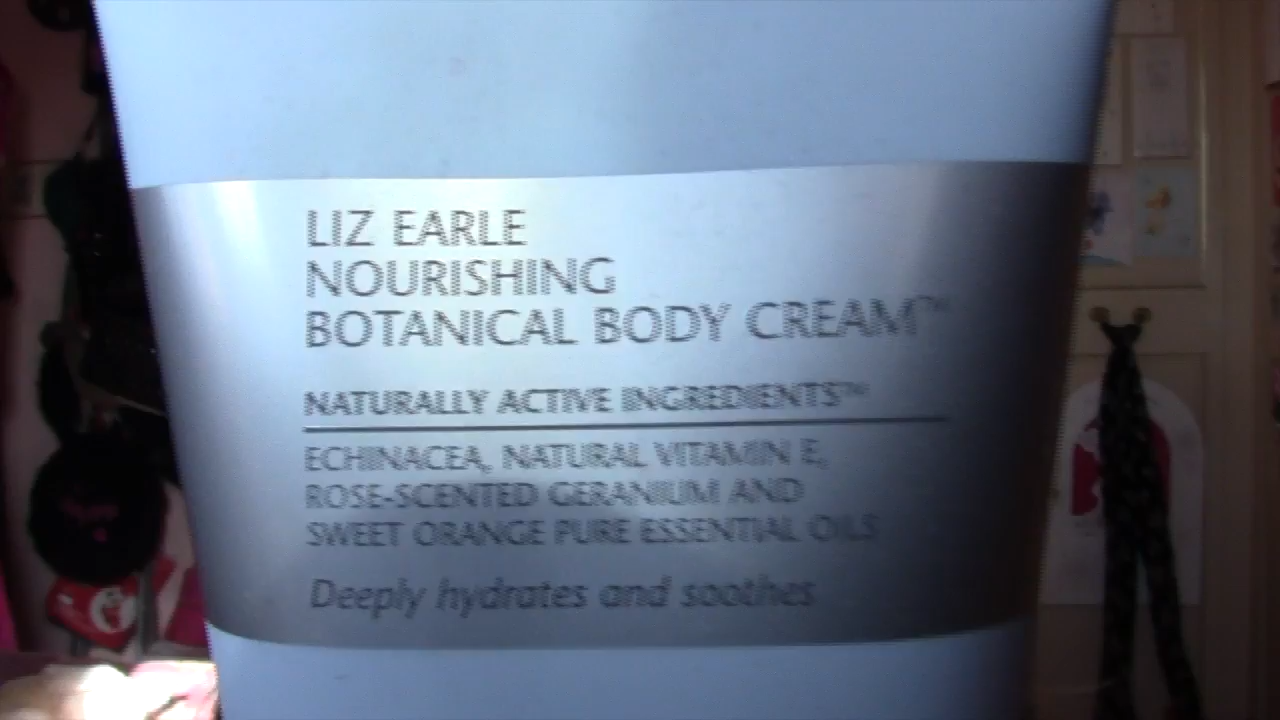 LIZ EARLE
NOURISHING
BOTANICAL BODY CREAM™
NATURALLY ACTIVE INGREDIENTS™
ECHINACEA, NATURAL VITAMIN E,
ROSE-SCENTED GERANIUM AND
SWEET ORANGE PURE ESSENTIAL OILS
Deeply hydrates and soothes